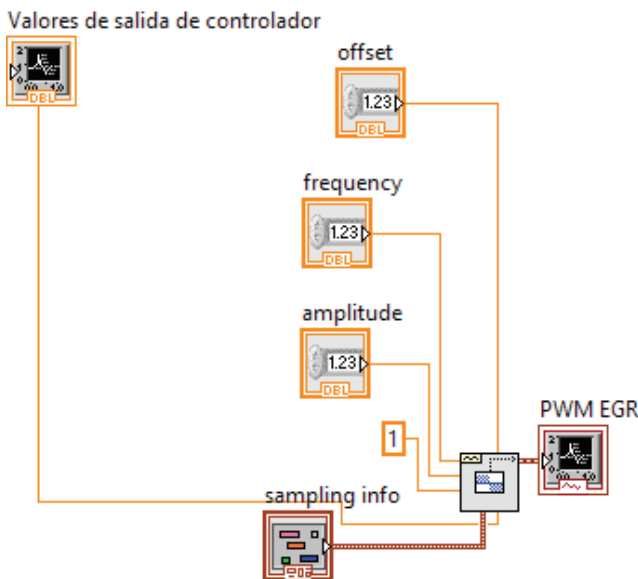 Valores de salida de controlador
DBL
offset
1.23
DBL
frequency
1.23
DBL
amplitude
1.23
DBL
1
PWM EGR
sampling info